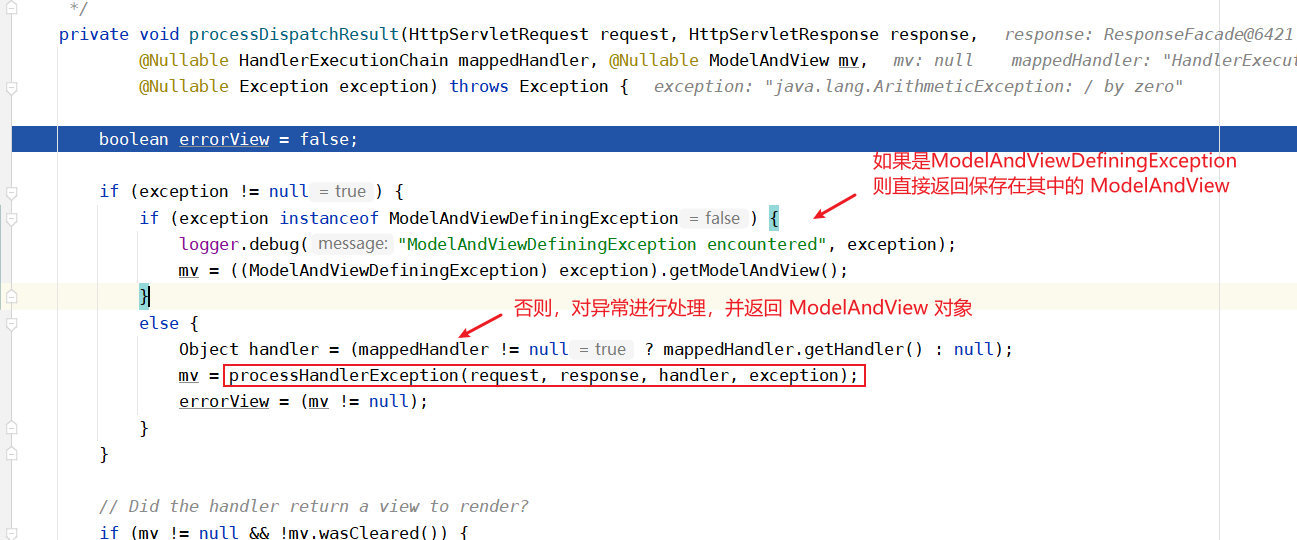 */
private void processDispatchResult(HttpServletRequest request, HttpServletResponse response, response: ResponseFacade@6421
@Nullable HandlerExecutionChain mappedHandler, @Nullable ModelAndView mv, mv: null mappedHandler: "HandlerExecut
@Nullable Exception exception) throws Exception { exception: "java.lang.ArithmeticException: / by zero"
boolean errorView = false;
如果是ModelAndViewDefiningException
则直接返回保存在其中的 ModelAndView
if (exception != null = true ) {
if (exception instanceof ModelAndViewDefiningException = false ) {
logger.debug( message: "ModelAndViewDefiningException encountered", exception);
mv = ((ModelAndViewDefiningException) exception).getModelAndView();
}
否则，对异常进行处理，并返回 ModelAndView 对象
else {
Object handler = (mappedHandler != null = true ? mappedHandler.getHandler() : null);
mv = processHandlerException(request, response, handler, exception);
errorView = (mv != null);
}
}
// Did the handler return a view to render?
if (mv != null && !mv.wasCleared()) {